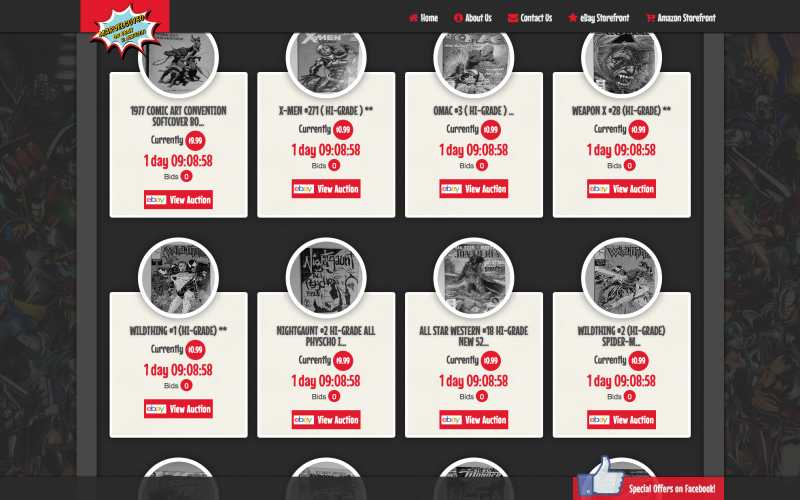 Home About Us Contact Us eBay Storefront Amazon Storefront
X-MEN
1977 COMIC ART CONVENTION
SOFTCOVER BO...
Currently $9.99
1 day 09:08:58
Bids 0
ebay View Auction
X-MEN #271 ( HI-GRADE ) **
Currently $0.99
1 day 09:08:58
Bids 0
ebay View Auction
OMAC #3 ( HI-GRADE ) ...
Currently $0.99
1 day 09:08:58
Bids 0
ebay View Auction
WEAPON X #28 (HI-GRADE) **
Currently $0.99
1 day 09:08:58
Bids 0
ebay View Auction
WILDTHING
WILDTHING #1 (HI-GRADE) **
Currently $0.99
1 day 09:08:58
Bids 0
ebay View Auction
Nightgaunt
NIGHTGAUNT #2 HI-GRADE ALL
PHYSCHO I...
Currently $9.99
1 day 09:08:58
Bids 0
ebay View Auction
ALL STAR WESTERN #18 HI-GRADE
NEW 52...
Currently $0.99
1 day 09:08:58
Bids 0
ebay View Auction
WILDTHING
WILDTHING #2 (HI-GRADE)
SPIDER-M...
Currently $0.99
1 day 09:08:58
Bids 0
ebay View Auction
Special Offers on Facebook!